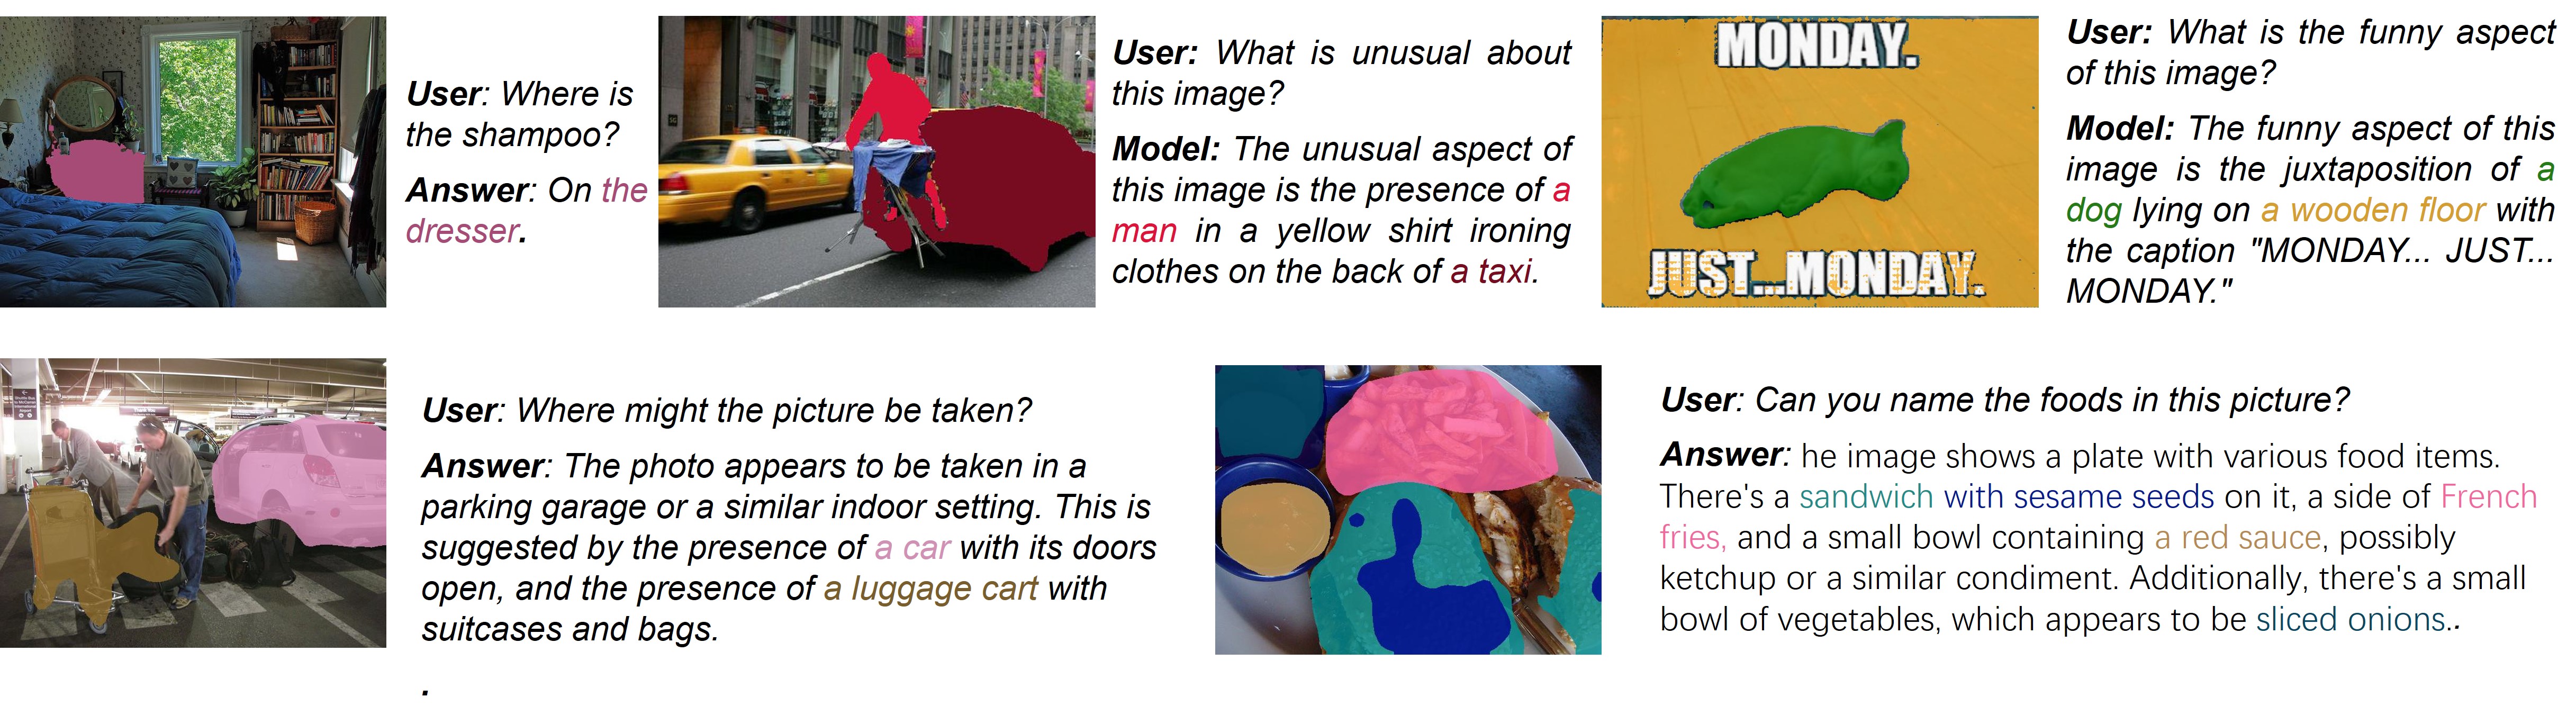 User: Where is
the shampoo?
Answer: On the
dresser.
User: What is unusual about
this image?
Model: The unusual aspect of
this image is the presence of a
man in a yellow shirt ironing
clothes on the back of a taxi.
MONDAY.
JUST...MONDAY.
User: What is the funny aspect
of this image?
Model: The funny aspect of this
image is the juxtaposition of a
dog lying on a wooden floor with
the caption "MONDAY... JUST...
MONDAY."
User: Where might the picture be taken?
Answer: The photo appears to be taken in a
parking garage or a similar indoor setting. This is
suggested by the presence of a car with its doors
open, and the presence of a luggage cart with
suitcases and bags.
.
User: Can you name the foods in this picture?
Answer: he image shows a plate with various food items.
There's a sandwich with sesame seeds on it, a side of French
fries, and a small bowl containing a red sauce, possibly
ketchup or a similar condiment. Additionally, there's a small
bowl of vegetables, which appears to be sliced onions..